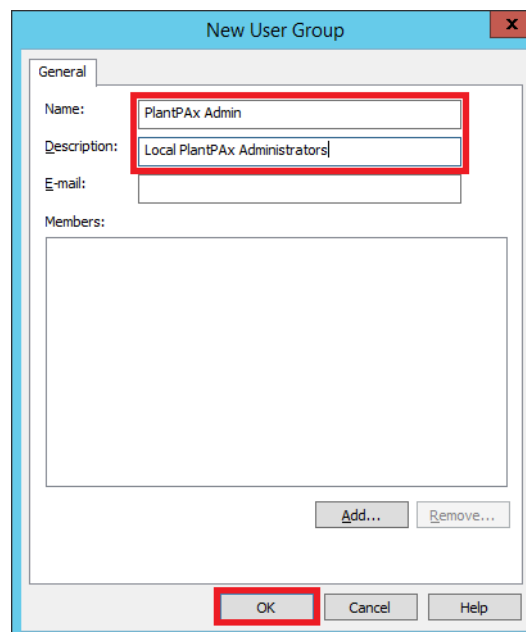 New User Group
x
General
Name: PlantPAx Admin
Description: Local PlantPAx Administrators
E-mail:
Members:
Add... Remove...
OK Cancel Help